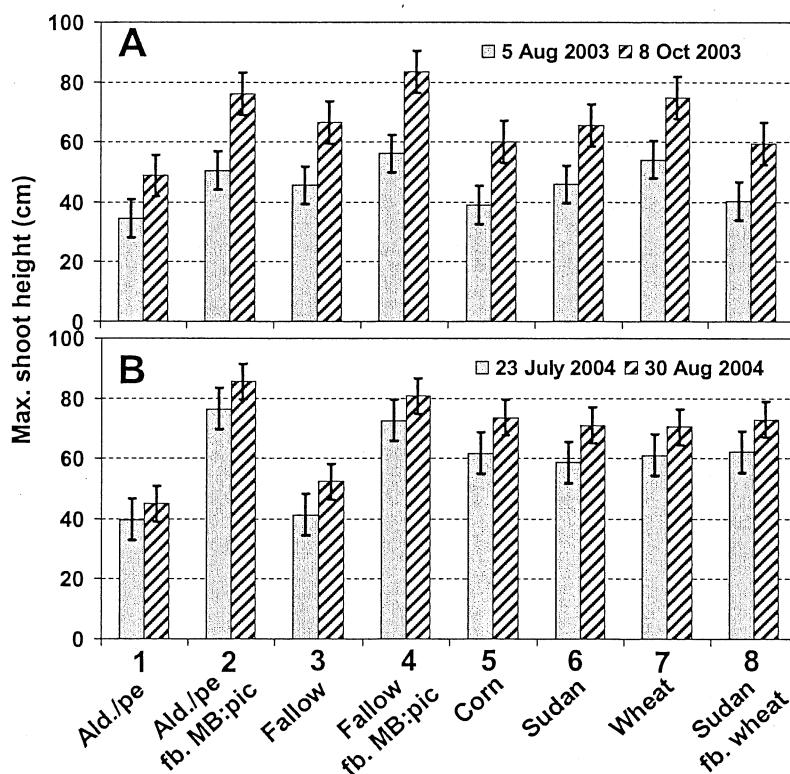 Max. shoot height (cm)
A
5 Aug 2003 8 Oct 2003
100
80
60
40
20
0
B
23 July 2004 30 Aug 2004
100
80
60
40
20
0
1 2 3 4 5 6 7 8
Ald./pe
Ald./pe
fb. MB:pic
Fallow
Fallow
fb. MB:pic
Corn
Sudan
Wheat
Sudan
fb. wheat